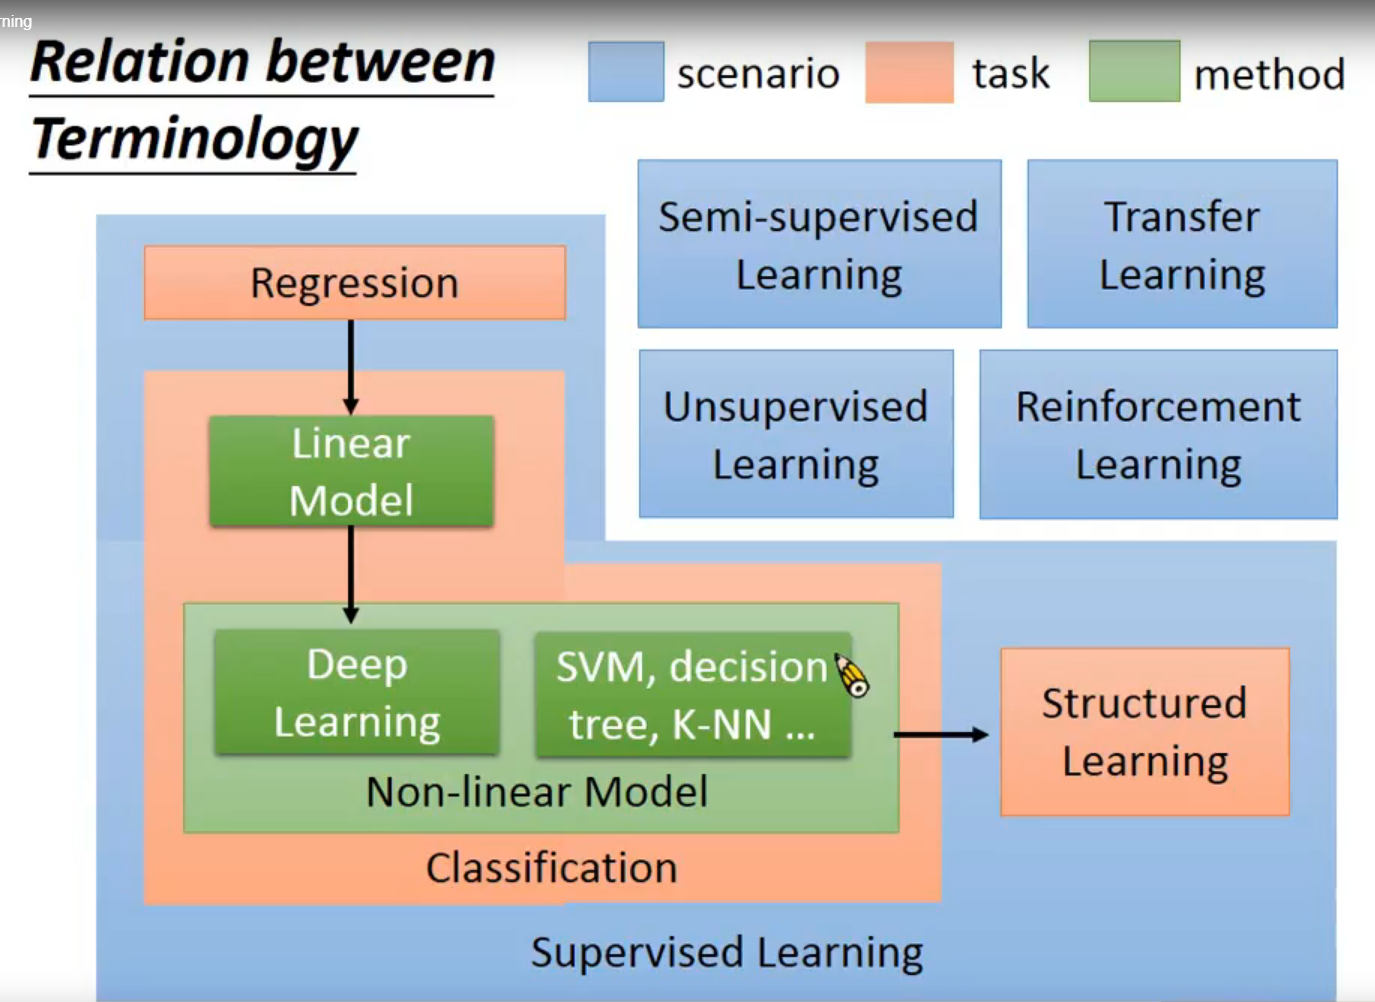 rning
Relation between
Terminology
scenario
task
method
Semi-supervised
Learning
Transfer
Learning
Unsupervised
Learning
Reinforcement
Learning
Regression
Linear
Model
Deep
Learning
SVM, decision
tree, K-NN ...
Non-linear Model
Classification
Structured
Learning
Supervised Learning